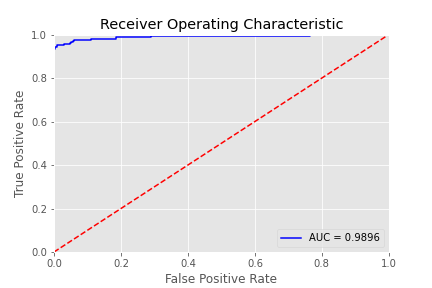 Receiver Operating Characteristic
True Positive Rate
1.0
0.8
0.6
0.4
0.2
0.0
AUC = 0.9896
0.0 0.2 0.4 0.6 0.8 1.0
False Positive Rate